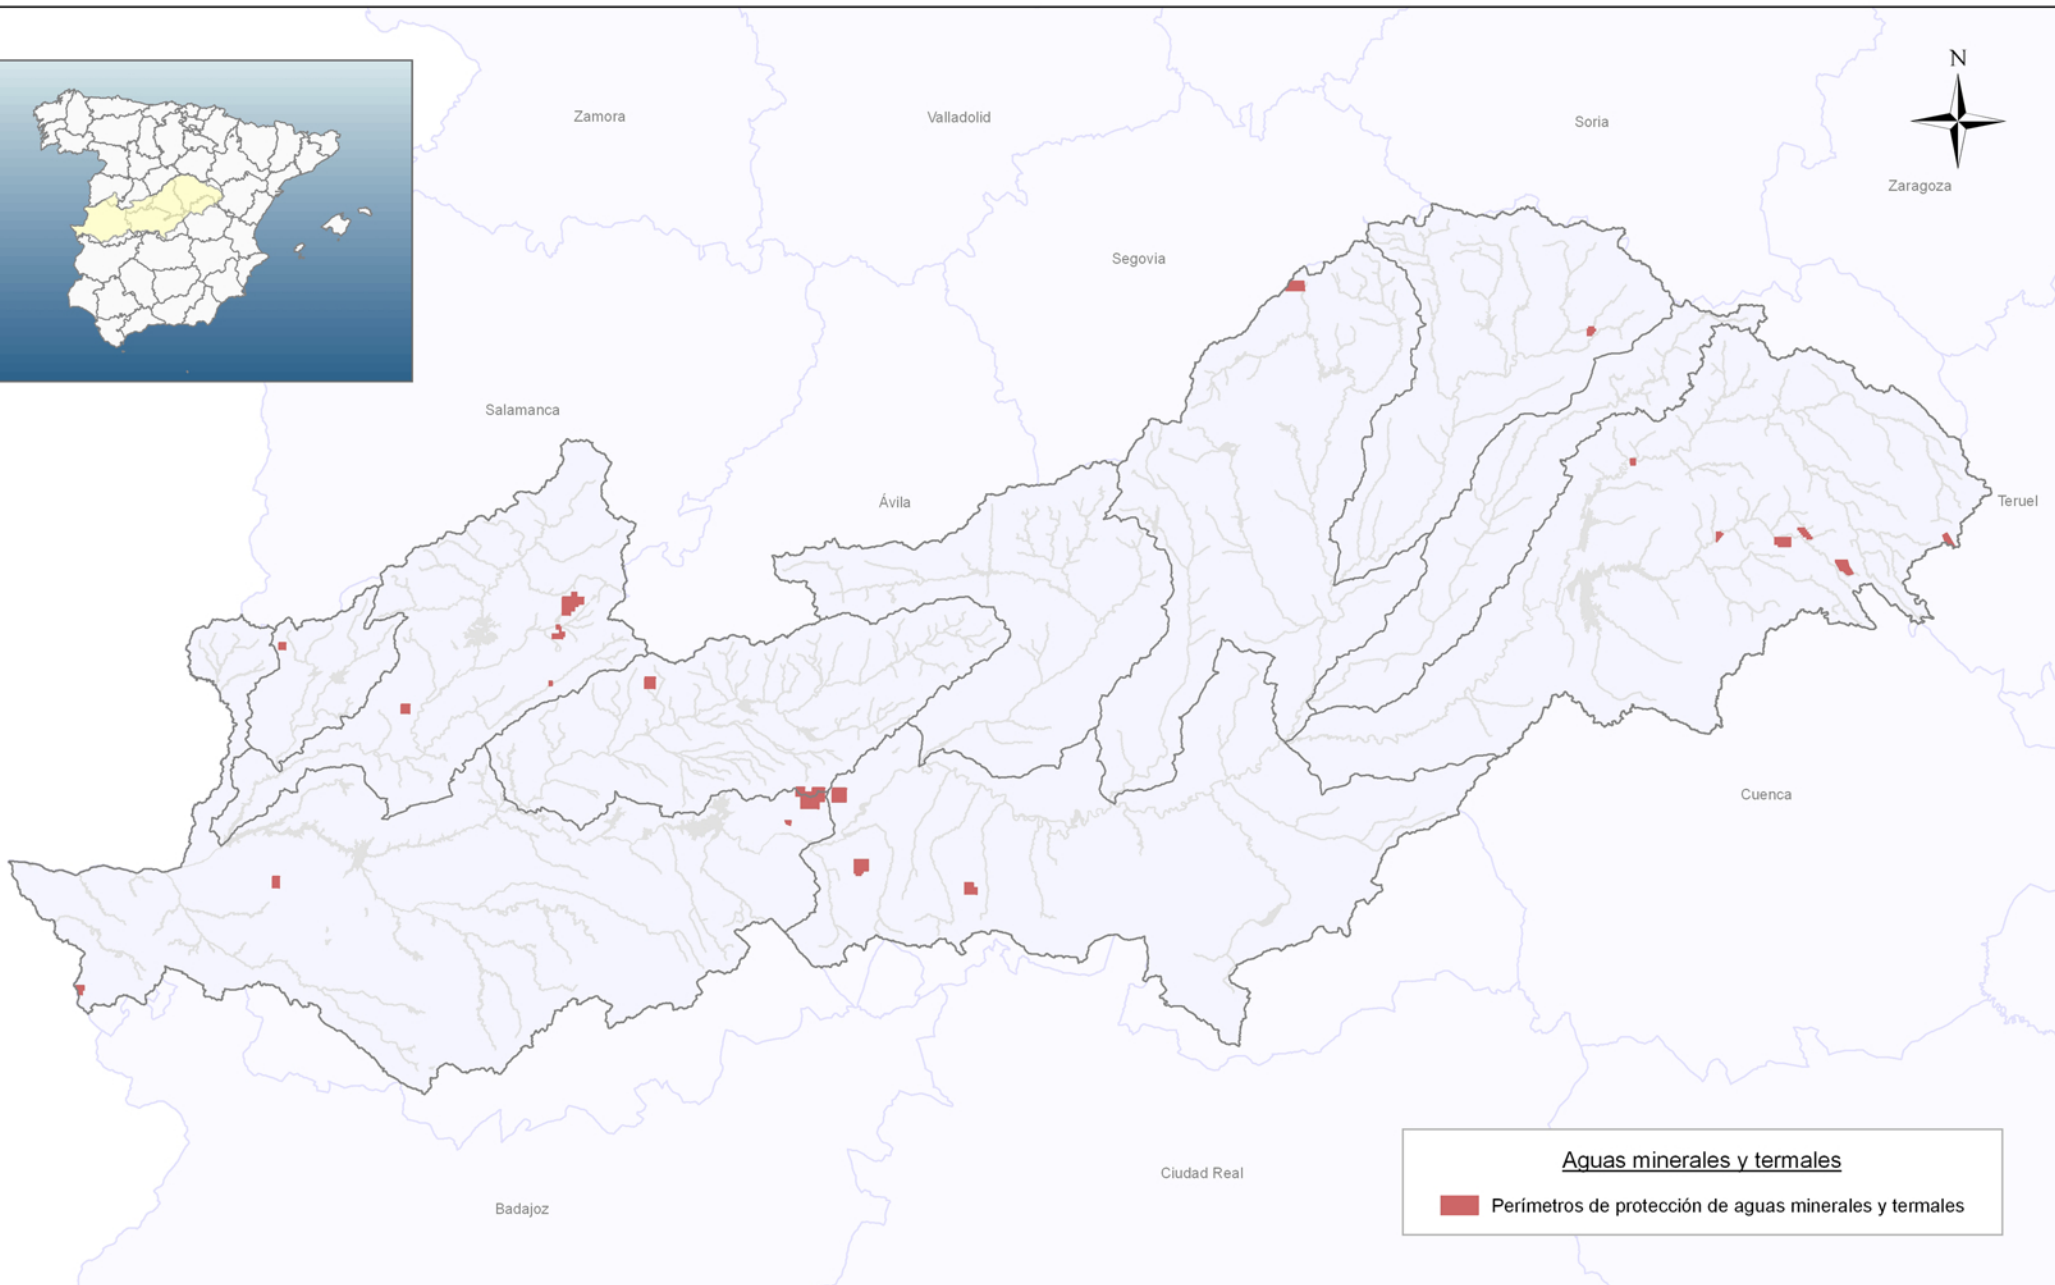 N
Zamora
Valladolid
Soria
Zaragoza
Segovia
Salamanca
Ávila
Teruel
Cuenca
Ciudad Real
Badajoz
Aguas minerales y termales
Perímetros de protección de aguas minerales y termales